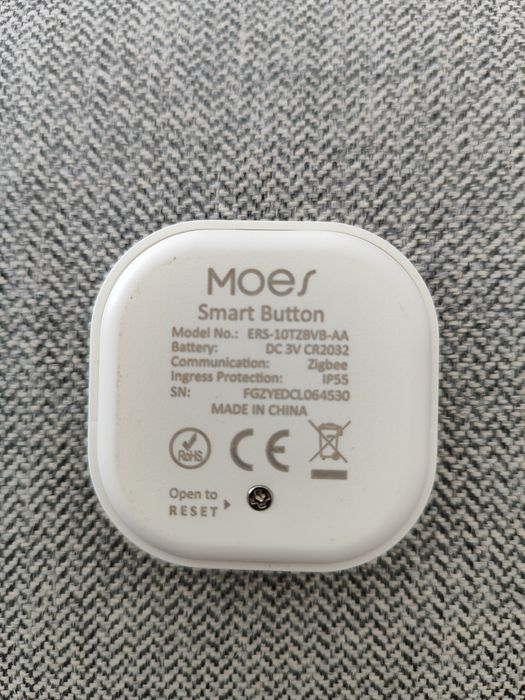 MOES
Smart Button
Model No.: ERS-10TZBVB-AA
Battery: DC 3V CR2032
Communication: Zigbee
Ingress Protection: IP55
SN: FGZYEDCL064530
MADE IN CHINA
RoHS CE
Open to
RESET